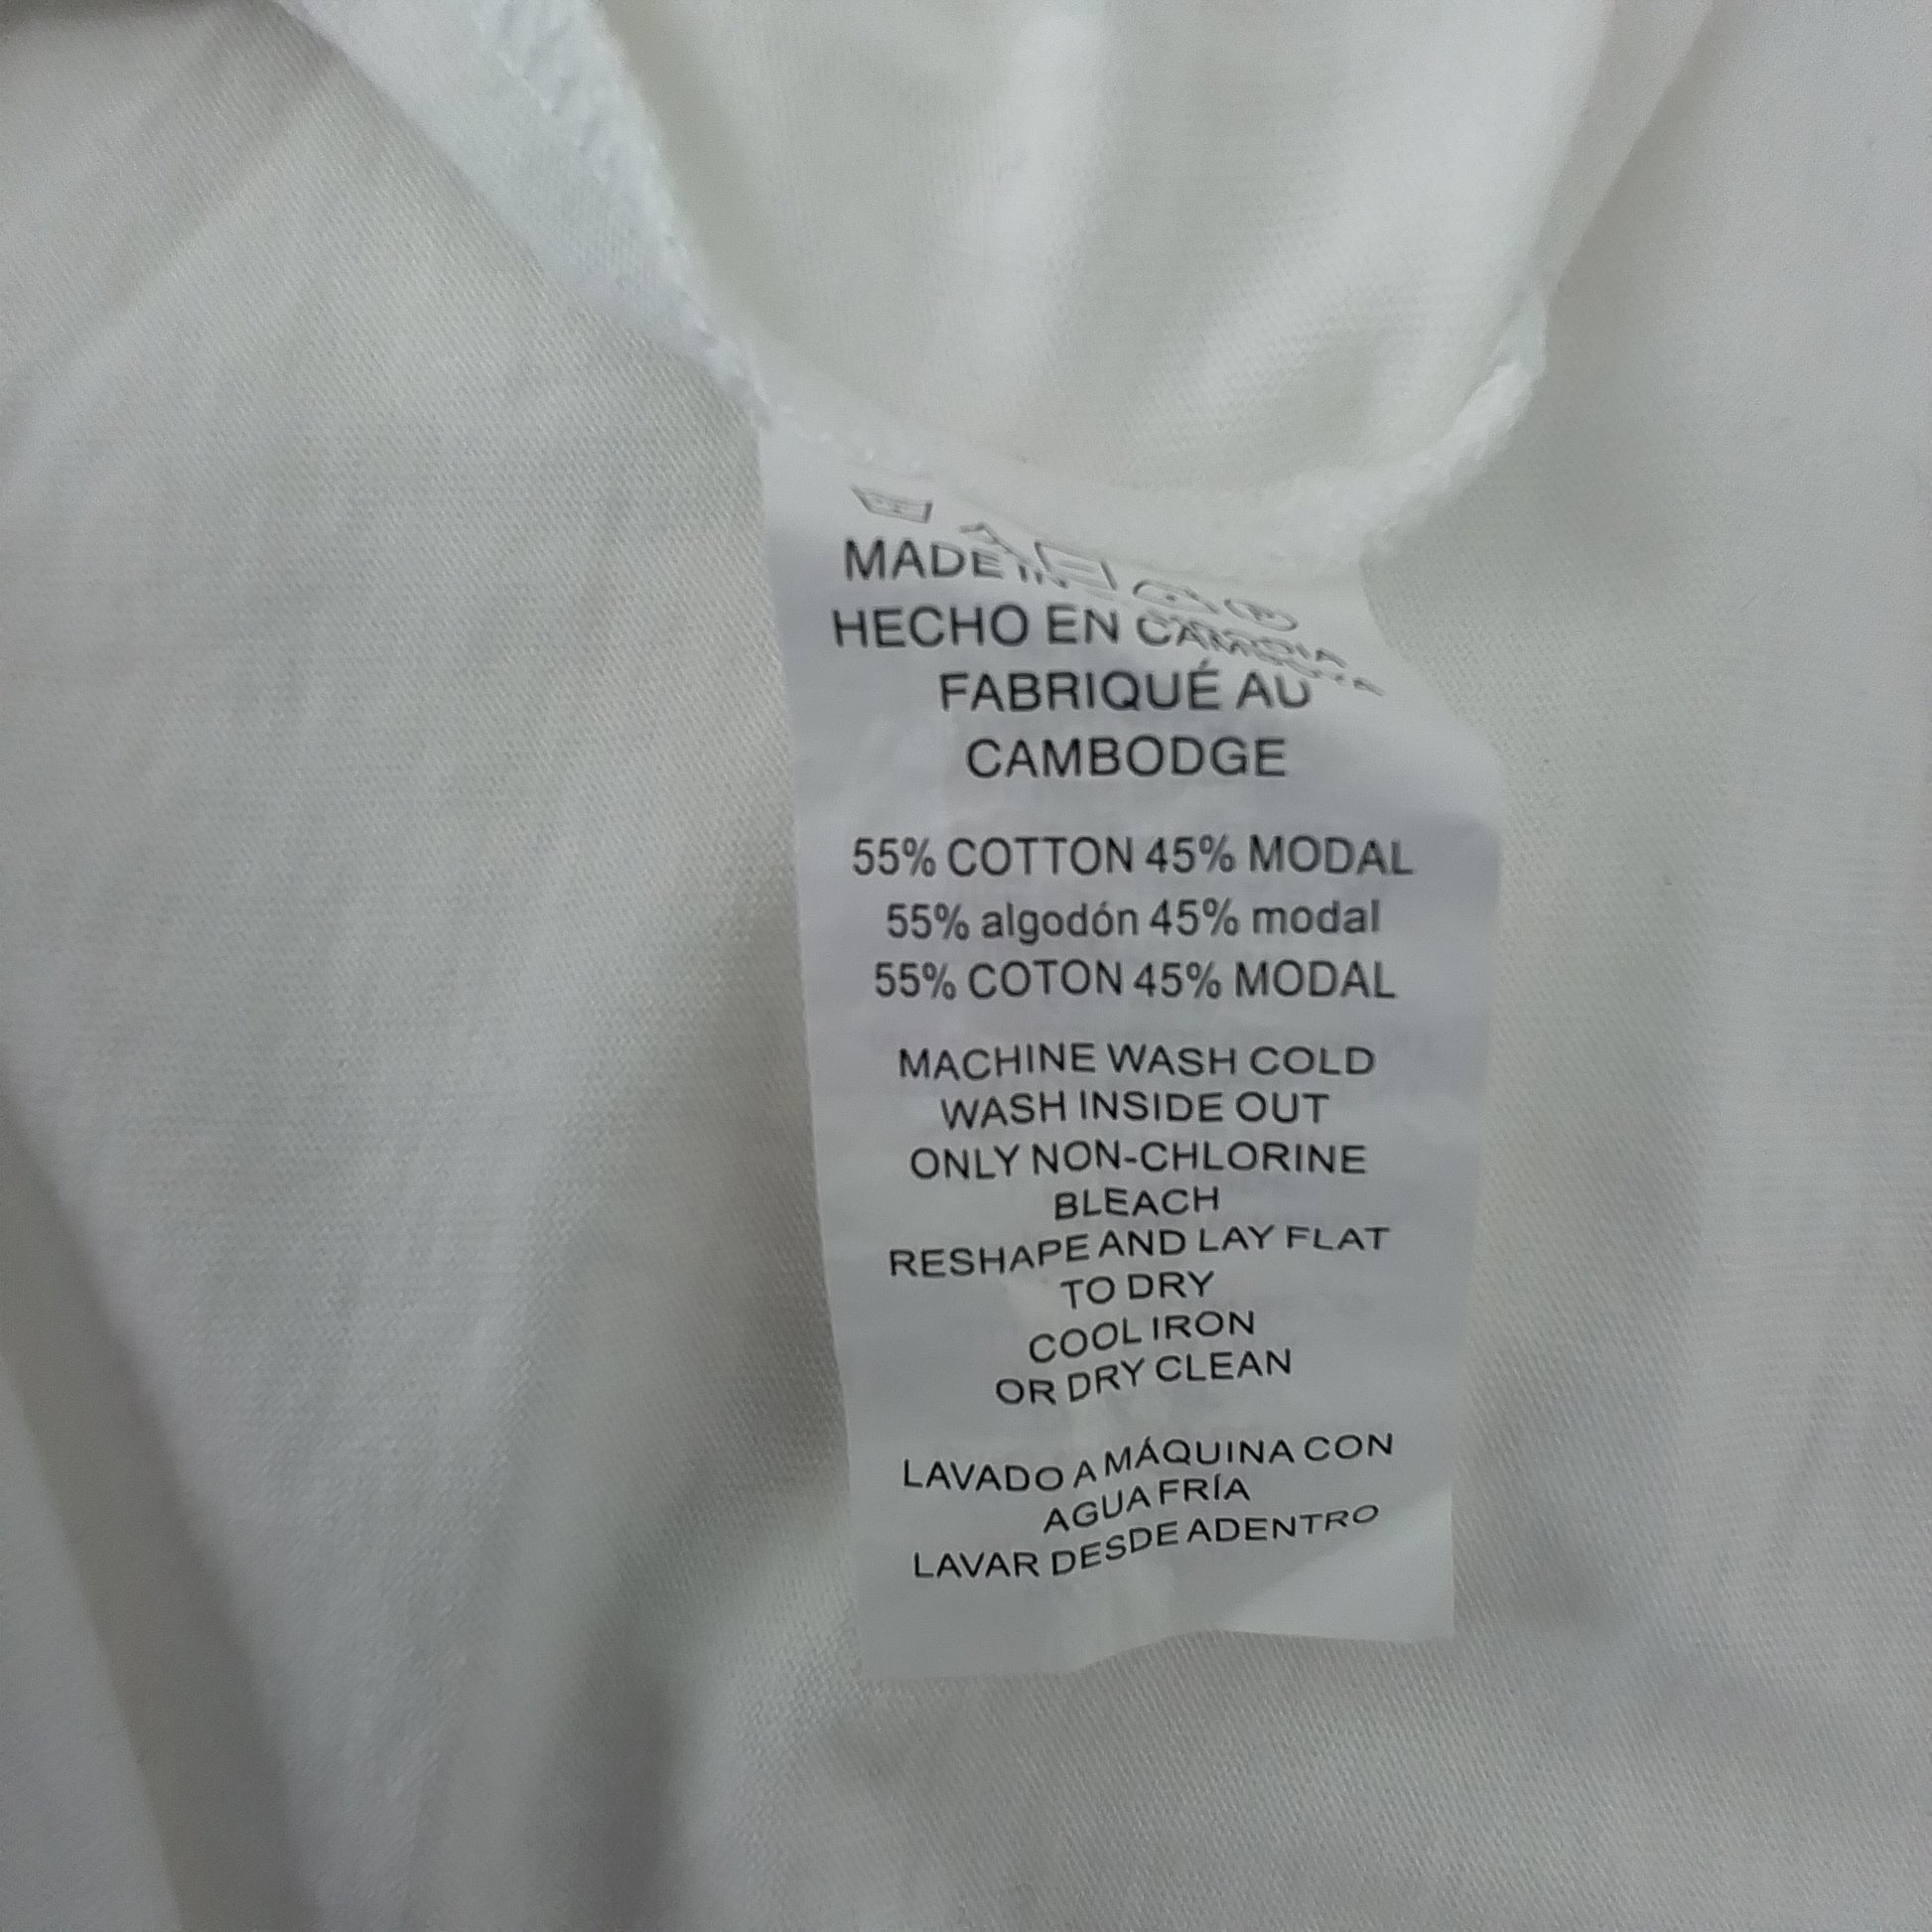 MADE IN
HECHO EN
FABRIQUÉ AU
CAMBODGE
55% COTTON 45% MODAL
55% algodón 45% modal
55% COTON 45% MODAL
MACHINE WASH COLD
WASH INSIDE OUT
ONLY NON-CHLORINE
BLEACH
RESHAPE AND LAY FLAT
TO DRY
COOL IRON
OR DRY CLEAN
LAVADO A MÁQUINA CON
AGUA FRÍA
LAVAR DESDE ADENTRO